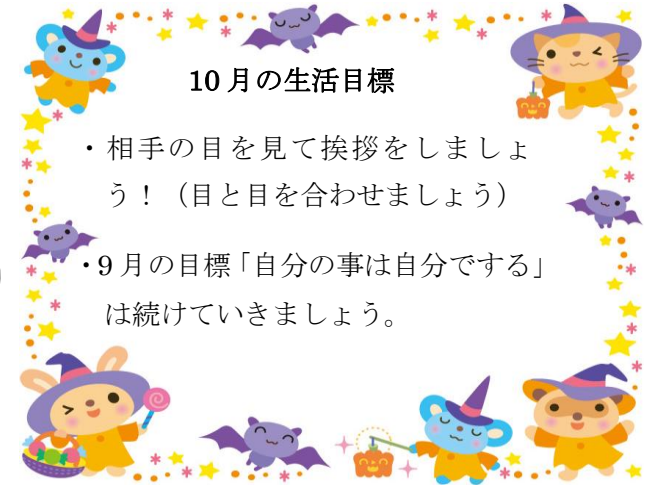 10月の生活目標
・相手の目を見て挨拶をしましょ
う！（目と目を合わせましょう）
・9月の目標「自分の事は自分でする」
は続けていきましょう。